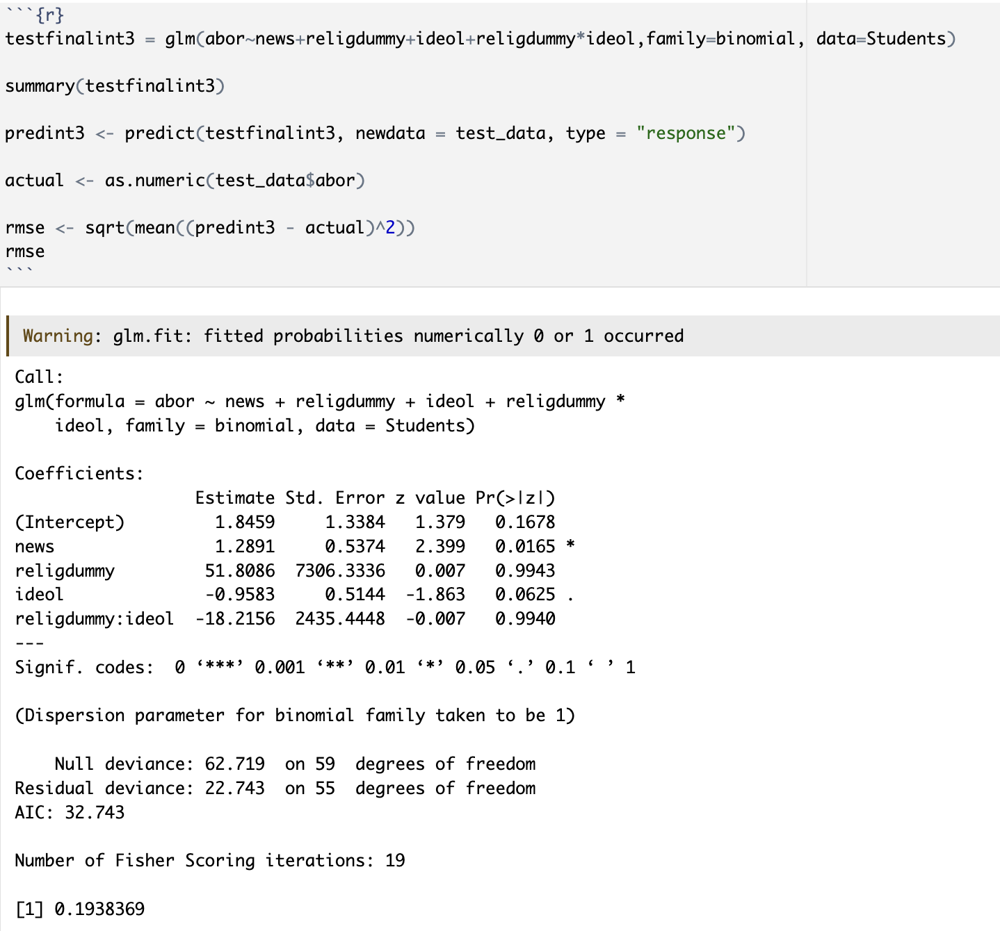 ```{r}
testfinalint3 = glm(abor~news+religdummy+ideol+religdummy*ideol,family=binomial, data=Students)
summary(testfinalint3)
predint3 <- predict(testfinalint3, newdata = test_data, type = "response")
actual <- as.numeric(test_data$abor)
rmse <- sqrt(mean((predint3 - actual)^2))
rmse
```
Warning: glm.fit: fitted probabilities numerically 0 or 1 occurred
Call:
glm(formula = abor ~ news + religdummy + ideol + religdummy *
    ideol, family = binomial, data = Students)
Coefficients:
                  Estimate Std. Error z value Pr(>|z|)
(Intercept)         1.8459     1.3384   1.379   0.1678
news                1.2891     0.5374   2.399   0.0165 *
religdummy         51.8086  7306.3336   0.007   0.9943
ideol              -0.9583     0.5144  -1.863   0.0625 .
religdummy:ideol  -18.2156  2435.4448  -0.007   0.9940
---
Signif. codes:  0 ‘***’ 0.001 ‘**’ 0.01 ‘*’ 0.05 ‘.’ 0.1 ‘ ’ 1
(Dispersion parameter for binomial family taken to be 1)
    Null deviance: 62.719  on 59  degrees of freedom
Residual deviance: 22.743  on 55  degrees of freedom
AIC: 32.743
Number of Fisher Scoring iterations: 19
[1] 0.1938369